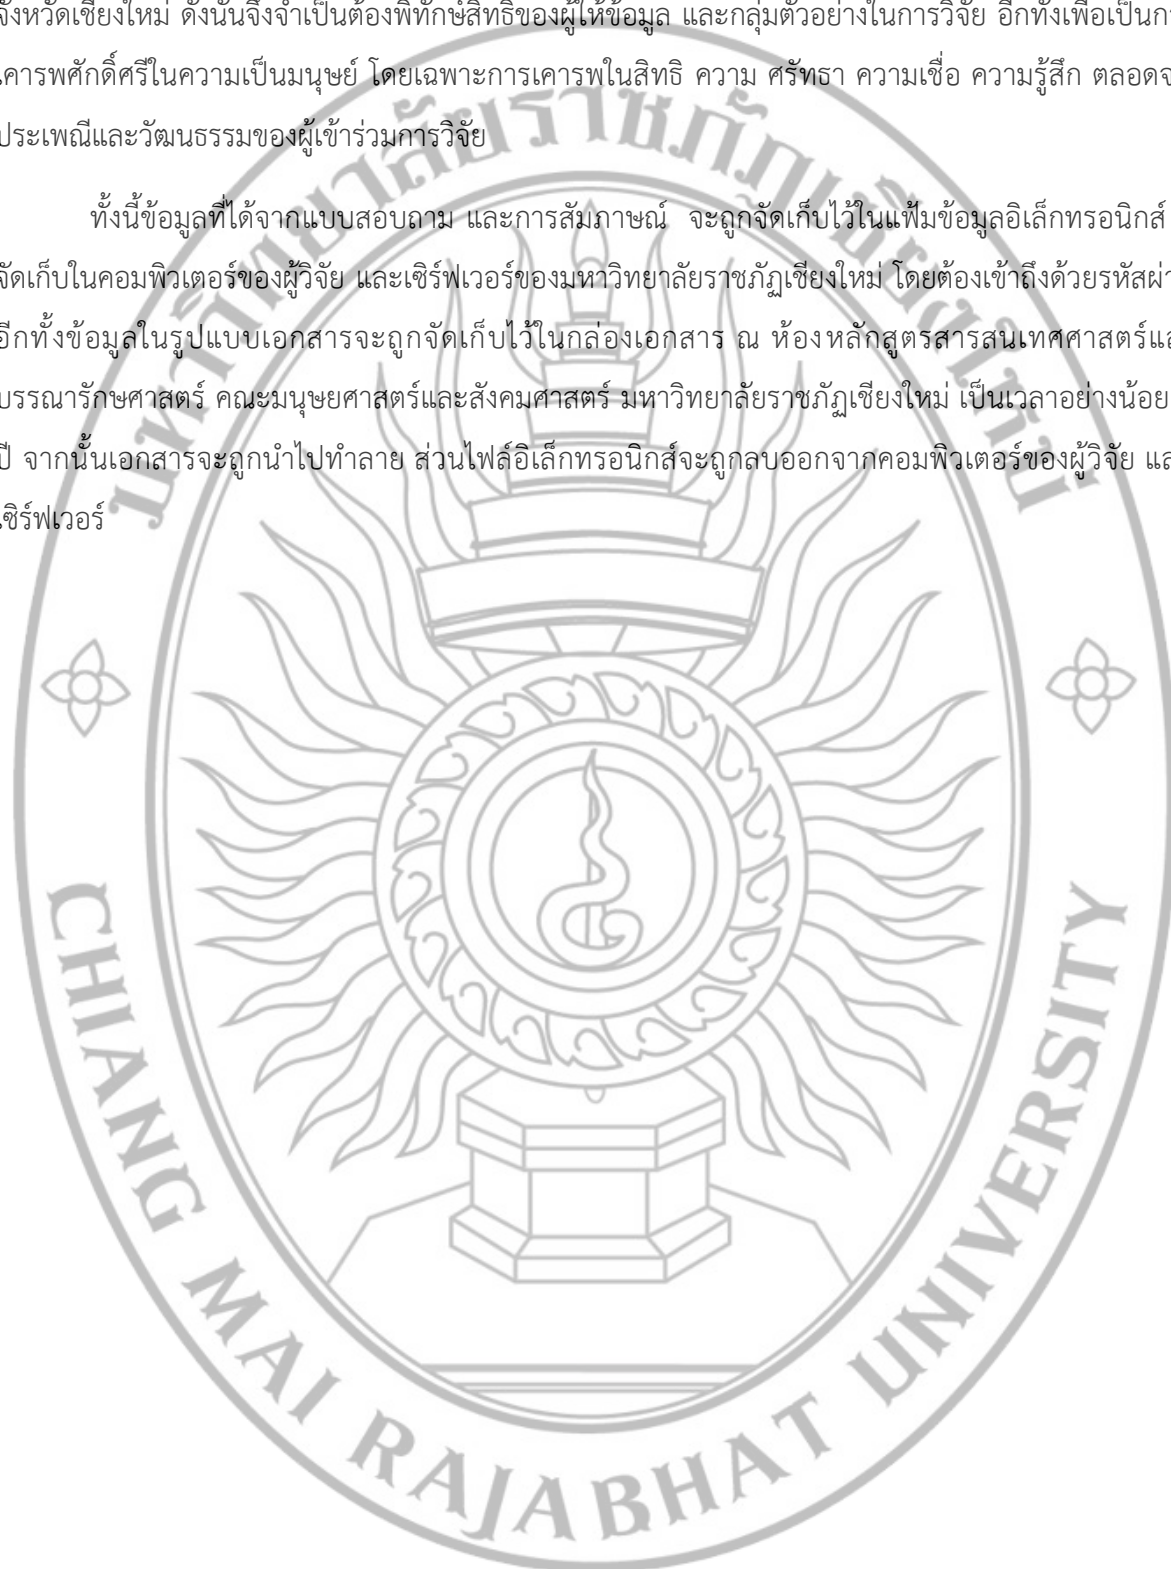 จังหวัดเชียงใหม่ ดังนั้นจึงจำเป็นต้องพิทักษ์สิทธิของผู้ให้ข้อมูล และกลุ่มตัวอย่างในการวิจัย อีกทั้งเพื่อเป็น
เคารพศักดิ์ศรีในความเป็นมนุษย์ โดยเฉพาะการเคารพในสิทธิ ความ ศรัทธา ความเชื่อ ความรู้สึก
ประเพณีและวัฒนธรรมของผู้เข้าร่วมการวิจัย
ทั้งนี้ข้อมูลที่ได้จากแบบสอบถาม และการสัมภาษณ์ จะถูกจัดเก็บไว้ในแฟ้มข้อมูลอิเล็กทรอนิกส์
จัดเก็บในคอมพิวเตอร์ของผู้วิจัย และเซิร์ฟเวอร์ของมหาวิทยาลัยราชภัฏเชียงใหม่ โดยต้องเข้าถึงด้วย
อีกทั้งข้อมูลในรูปแบบเอกสารจะถูกจัดเก็บไว้ในกล่องเอกสาร ณ ห้องหลักสูตรสารสนเทศศาสตร์
บรรณารักษศาสตร์ คณะมนุษยศาสตร์และสังคมศาสตร์ มหาวิทยาลัยราชภัฏเชียงใหม่ เป็นเวลาอย่างน้อย
ปี จากนั้นเอกสารจะถูกนำไปทำลาย ส่วนไฟล์อิเล็กทรอนิกส์จะถูกลบออกจากคอมพิวเตอร์ของผู้วิจัย
เซิร์ฟเวอร์
มหาวิทยาลัยราชภัฏเชียงใหม่
CHIANG MAI RAJABHAT UNIVERSITY